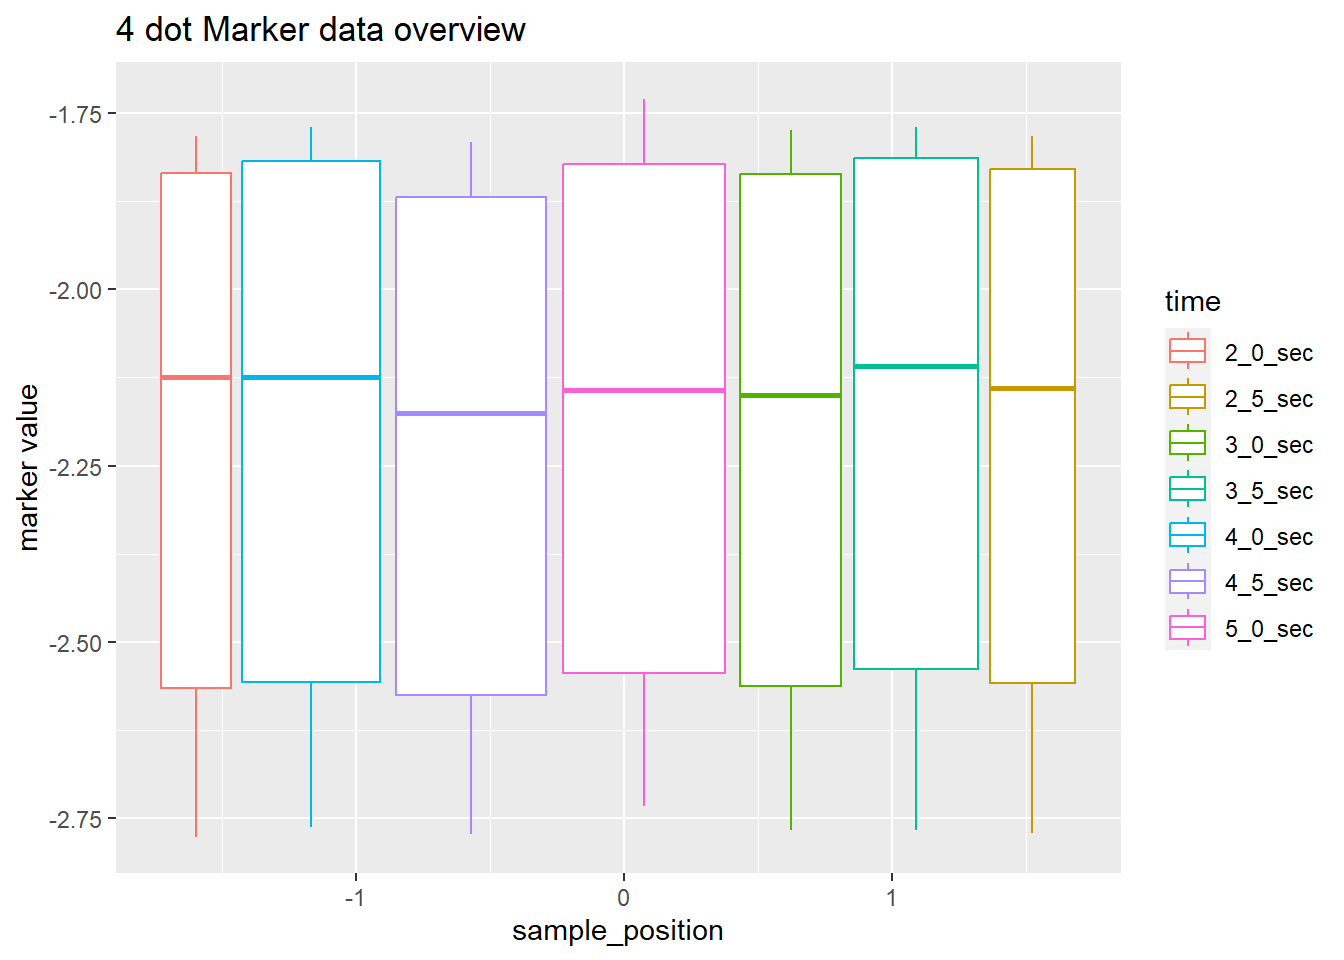 4 dot Marker data overview
marker value
-1.75
-2.00
-2.25
-2.50
-2.75
-1
0
1
sample_position
time
2_0_sec
2_5_sec
3_0_sec
3_5_sec
4_0_sec
4_5_sec
5_0_sec